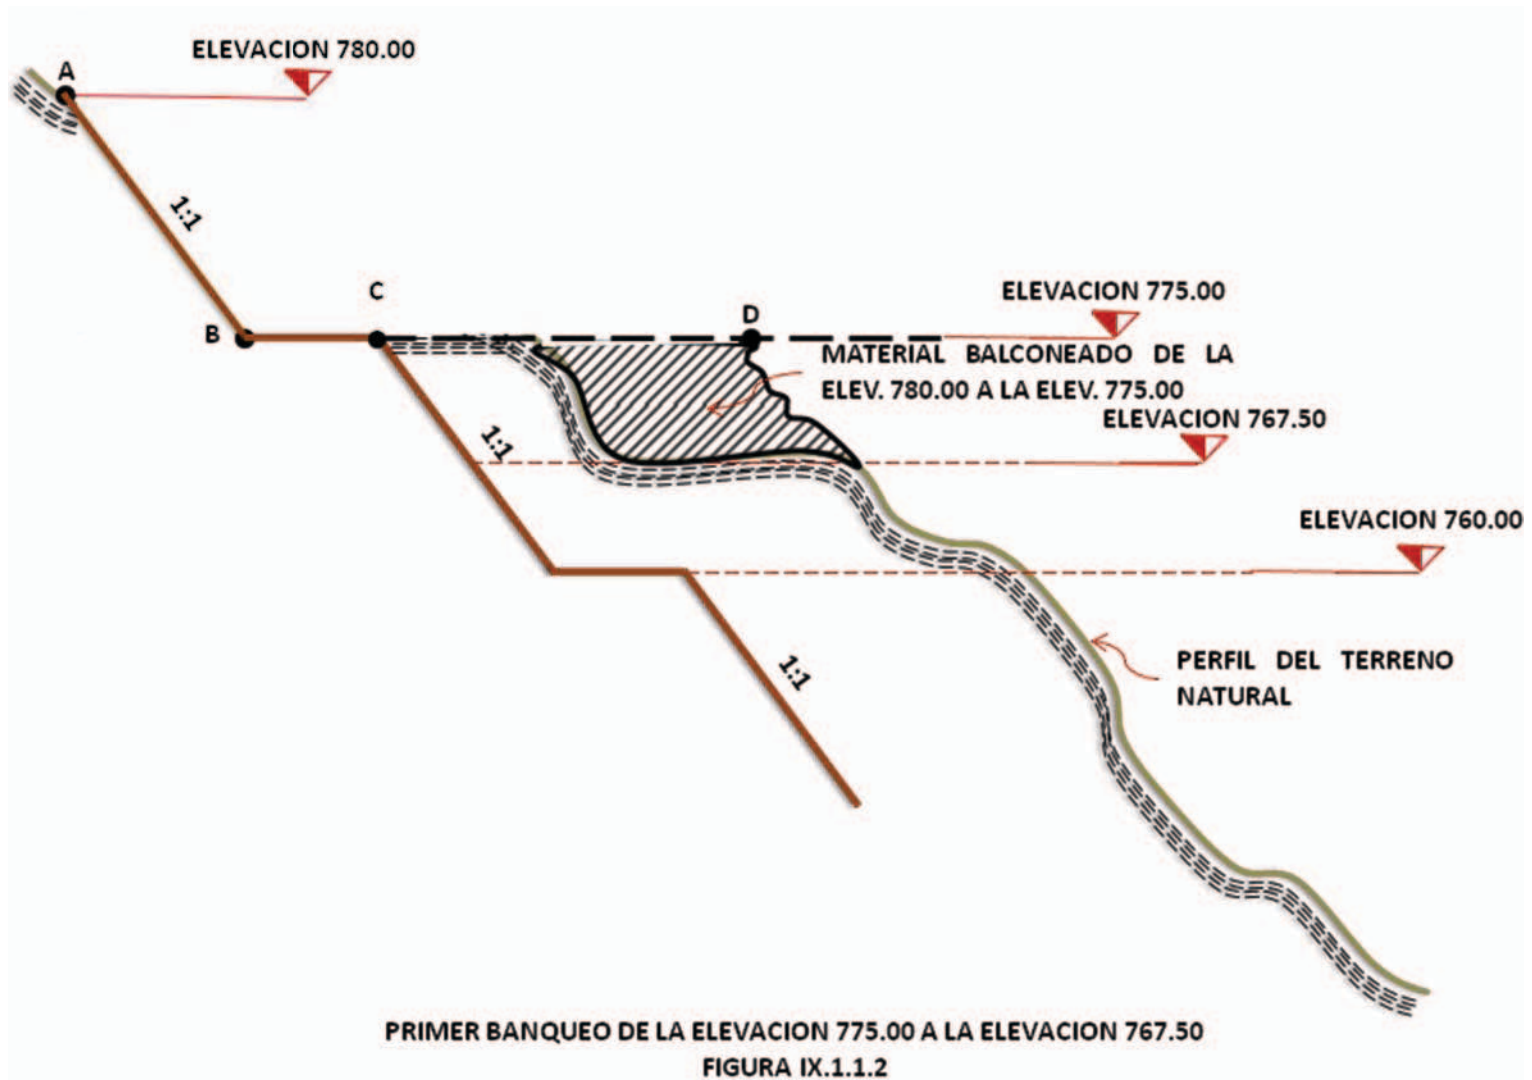 ELEVACION 780.00
A
1:1
C
B
D
ELEVACION 775.00
MATERIAL BALCONEADO DE LA
ELEV. 780.00 A LA ELEV. 775.00
ELEVACION 767.50
1:1
ELEVACION 760.00
PERFIL DEL TERRENO
NATURAL
1:1
PRIMER BANQUEO DE LA ELEVACION 775.00 A LA ELEVACION 767.50
FIGURA IX.1.1.2